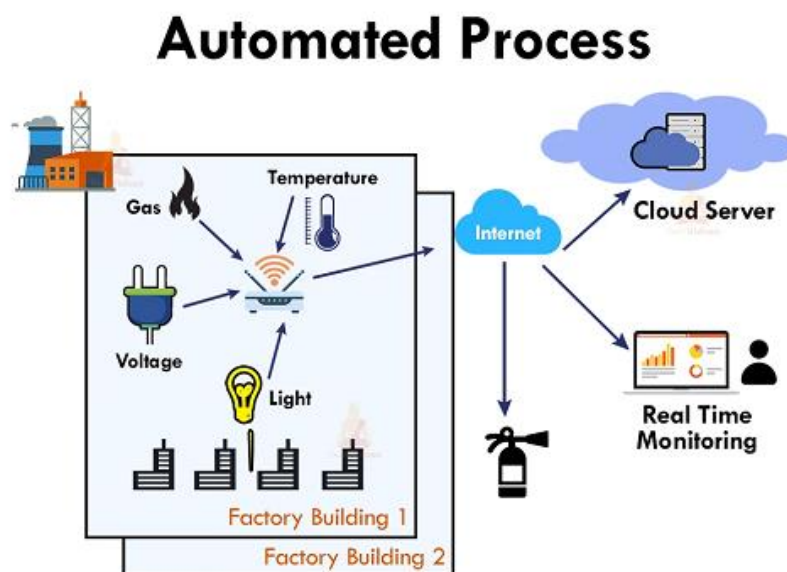 Automated Process
Temperature
Gas
Internet
Cloud Server
Voltage
Light
Real Time
Monitoring
Factory Building 1
Factory Building 2